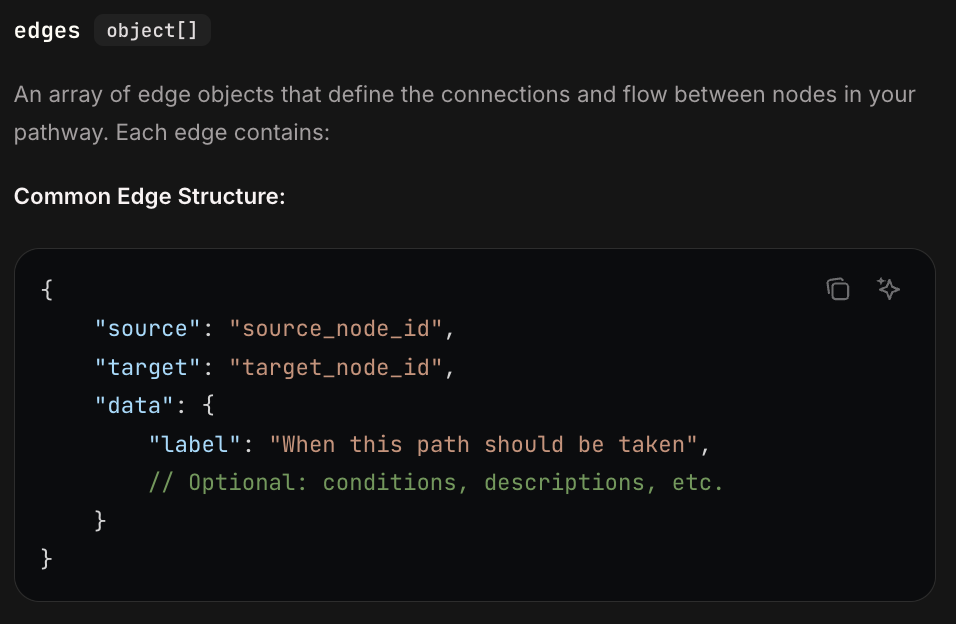 edges object[]
An array of edge objects that define the connections and flow between nodes in your
pathway. Each edge contains:
Common Edge Structure:
{
    "source": "source_node_id",
    "target": "target_node_id",
    "data": {
        "label": "When this path should be taken",
        // Optional: conditions, descriptions, etc.
    }
}